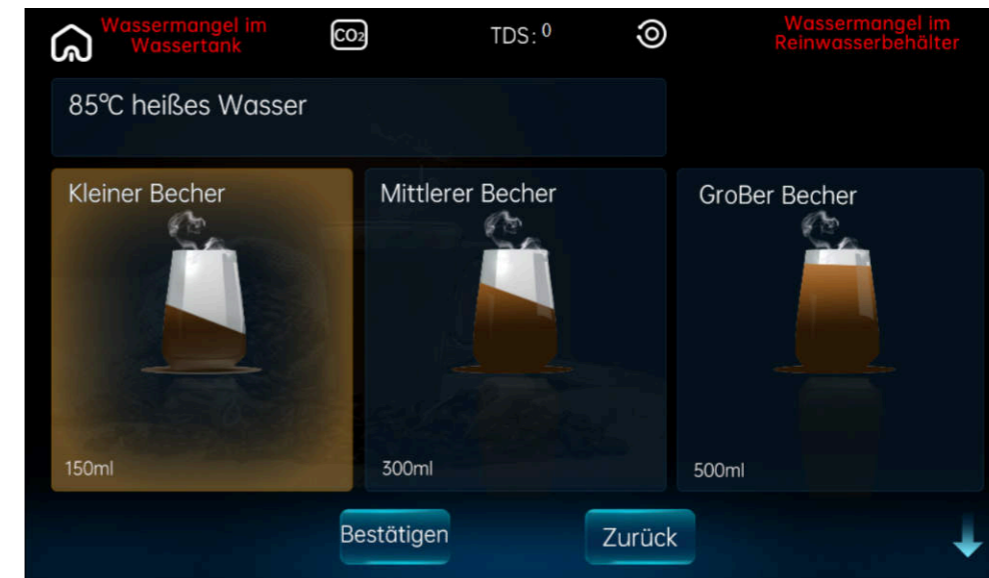 Wassermangel im
Wassertank
CO2
TDS: 0
Wassermangel im
Reinwasserbehälter
85℃ heißes Wasser
Kleiner Becher
Mittlerer Becher
GroBer Becher
150ml
300ml
500ml
Bestätigen
Zurück